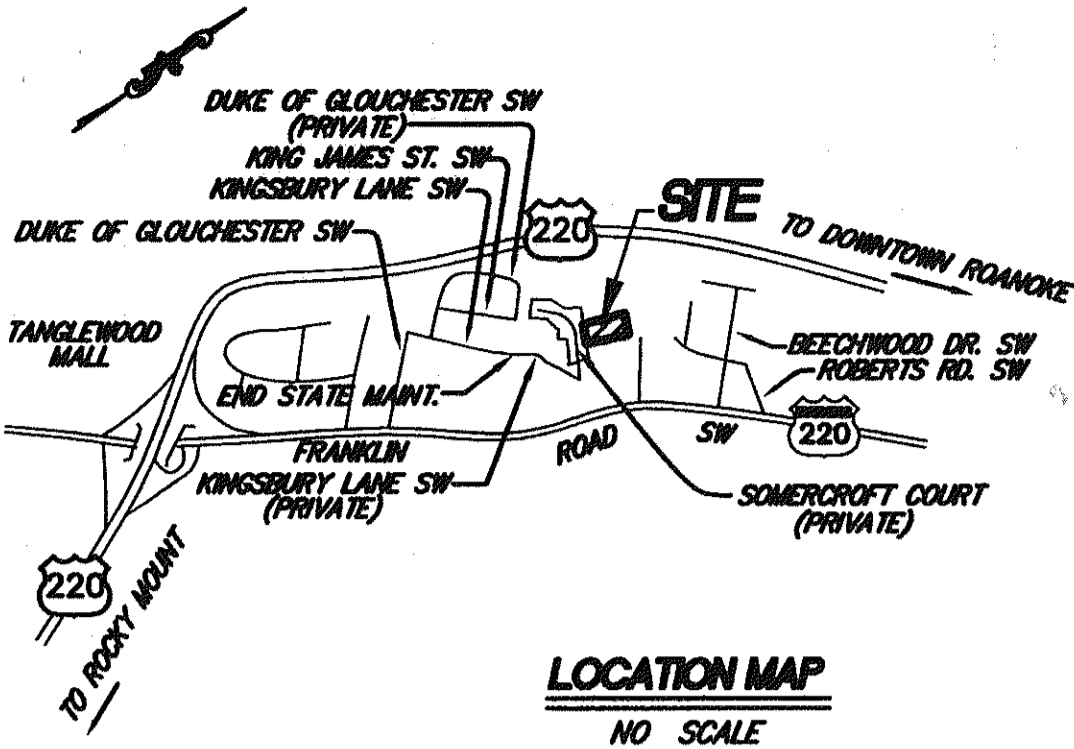 DUKE OF GLOUCHESTER SW
(PRIVATE)
KING JAMES ST. SW
KINGSBURY LANE SW
DUKE OF GLOUCHESTER SW
220
SITE
TO DOWNTOWN ROANOKE
TANGLEWOOD
MALL
BEECHWOOD DR. SW
ROBERTS RD. SW
END STATE MAINT.
220
FRANKLIN
ROAD
SW
KINGSBURY LANE SW
(PRIVATE)
SOMERCROFT COURT
(PRIVATE)
220
TO ROCKY MOUNT
LOCATION MAP
NO SCALE